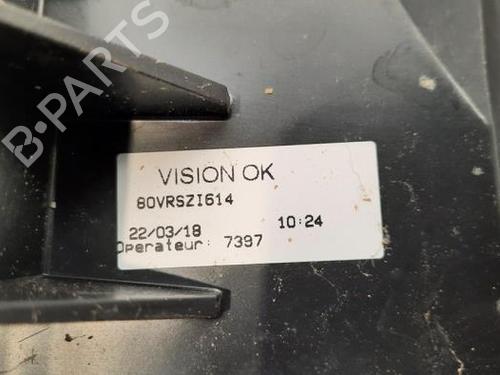 B-PARTS
VISION OK
80VRSZI614
22/03/18 10:24
Operateur: 7397